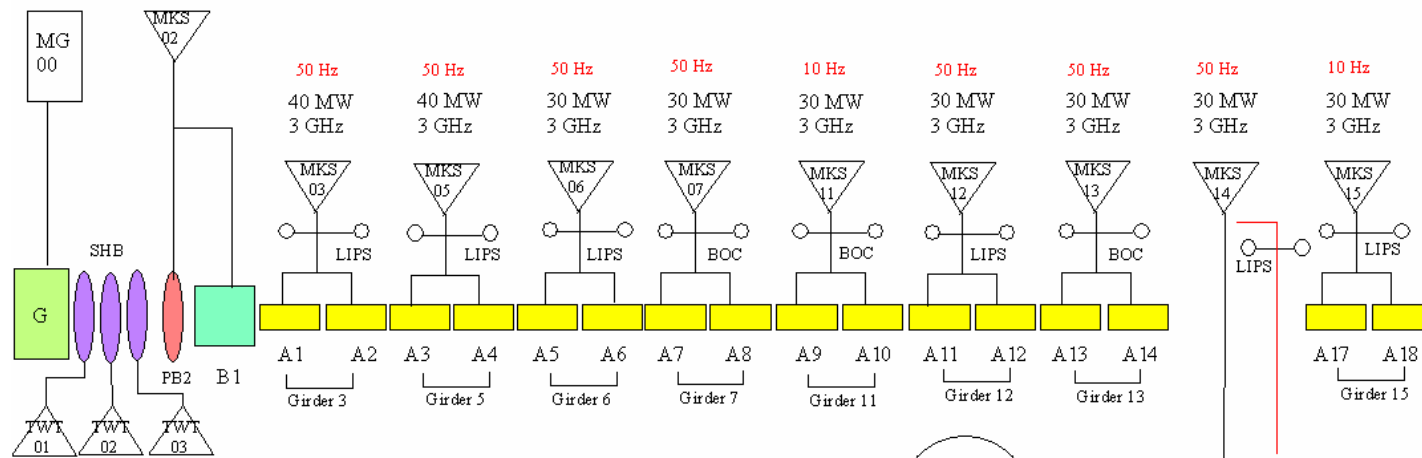 MG
00
MKS
02
50 Hz
50 Hz
50 Hz
50 Hz
10 Hz
50 Hz
50 Hz
50 Hz
10 Hz
40 MW
40 MW
30 MW
30 MW
30 MW
30 MW
30 MW
30 MW
30 MW
3 GHz
3 GHz
3 GHz
3 GHz
3 GHz
3 GHz
3 GHz
3 GHz
3 GHz
MKS
03
MKS
05
MKS
06
MKS
07
MKS
11
MKS
12
MKS
13
MKS
14
MKS
15
SHB
LIPS
LIPS
LIPS
BOC
BOC
LIPS
BOC
LIPS
LIPS
G
PB2
B1
A1
A2
A3
A4
A5
A6
A7
A8
A9
A10
A11
A12
A13
A14
A17
A18
Girder 3
Girder 5
Girder 6
Girder 7
Girder 11
Girder 12
Girder 13
Girder 15
TWT
01
TWT
02
TWT
03